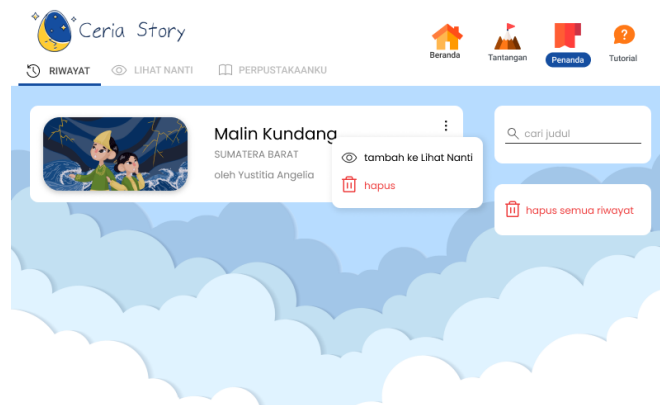 Ceria Story
Beranda
Tantangan
Penanda
Tutorial
RIWAYAT
LIHAT NANTI
PERPUSTAKAANKU
Malin Kundang
SUMATERA BARAT
oleh Yustitia Angelia
tambah ke Lihat Nanti
hapus
cari judul
hapus semua riwayat